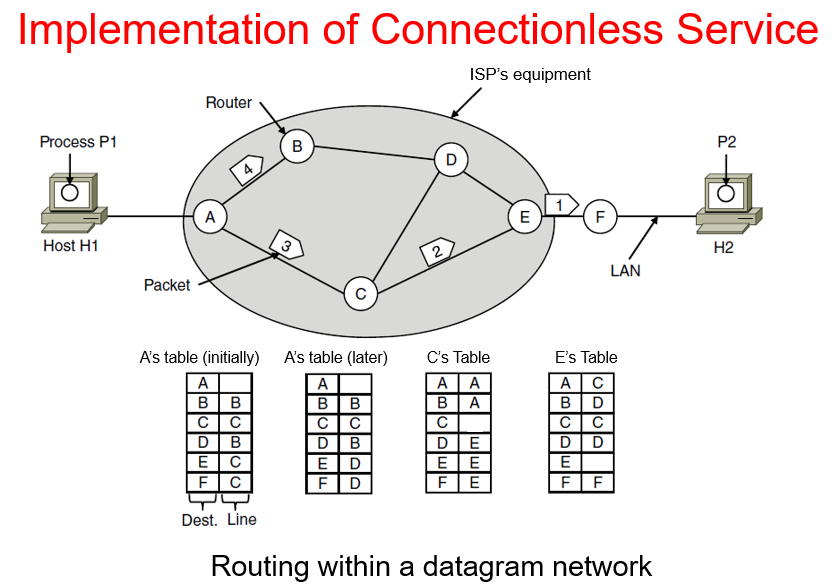 Implementation of Connectionless Service
ISP's equipment
Router
Process P1
P2
B
4
D
A
E
1
F
Host H1
3
2
H2
LAN
Packet
C
A's table (initially) A's table (later) C's Table E's Table
A A A A A C
B B B B B A B D
C C C C C C C
D B D B D E D D
E C E D E E E
F C F D F E F F
Dest. Line
Routing within a datagram network